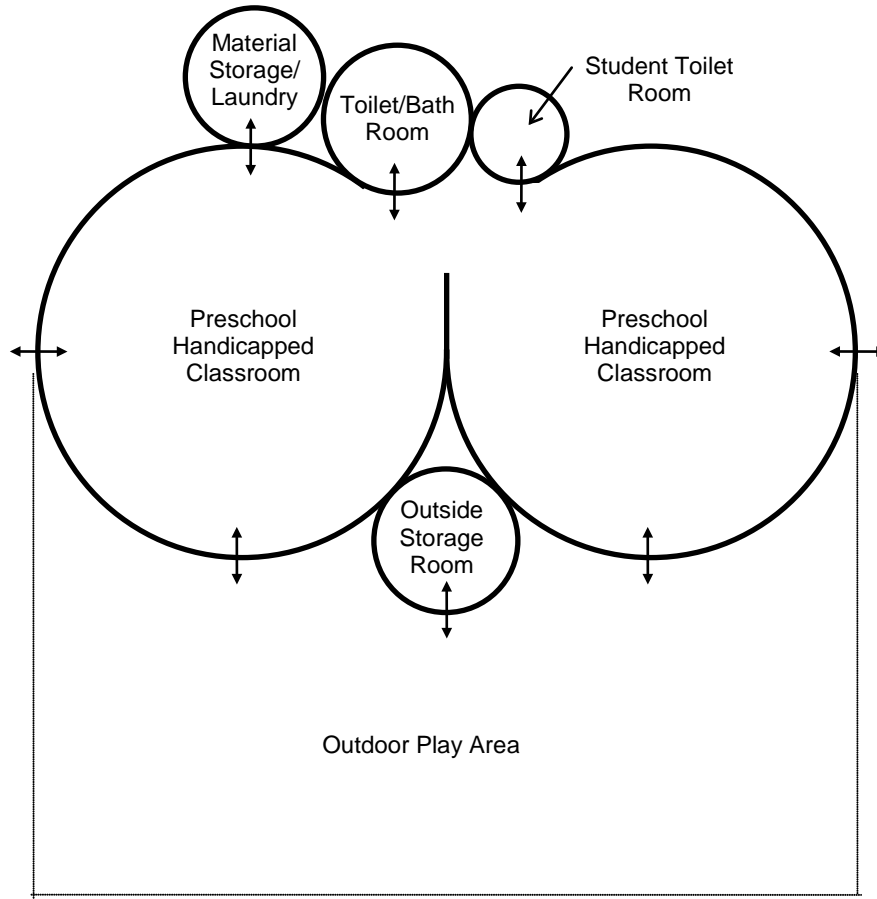 Material
Storage/
Laundry
Toilet/Bath
Room
Student Toilet
Room
Preschool
Handicapped
Classroom
Preschool
Handicapped
Classroom
Outside
Storage
Room
Outdoor Play Area